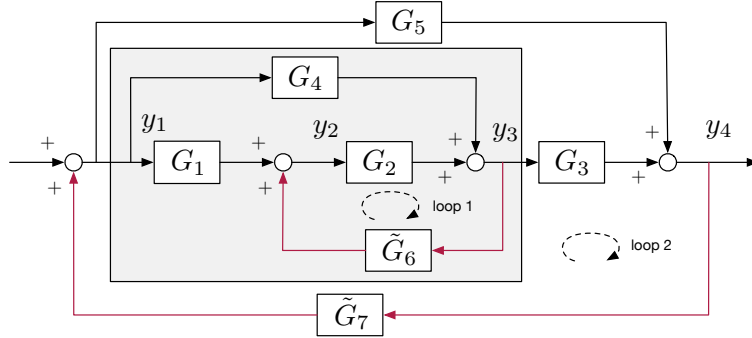 G₅
G₄
y₁ y₂ y₃ y₄
+ + + + +
G₁ G₂ G₃
+ + + + +
loop 1
loop 2
G̃₆
G̃₇